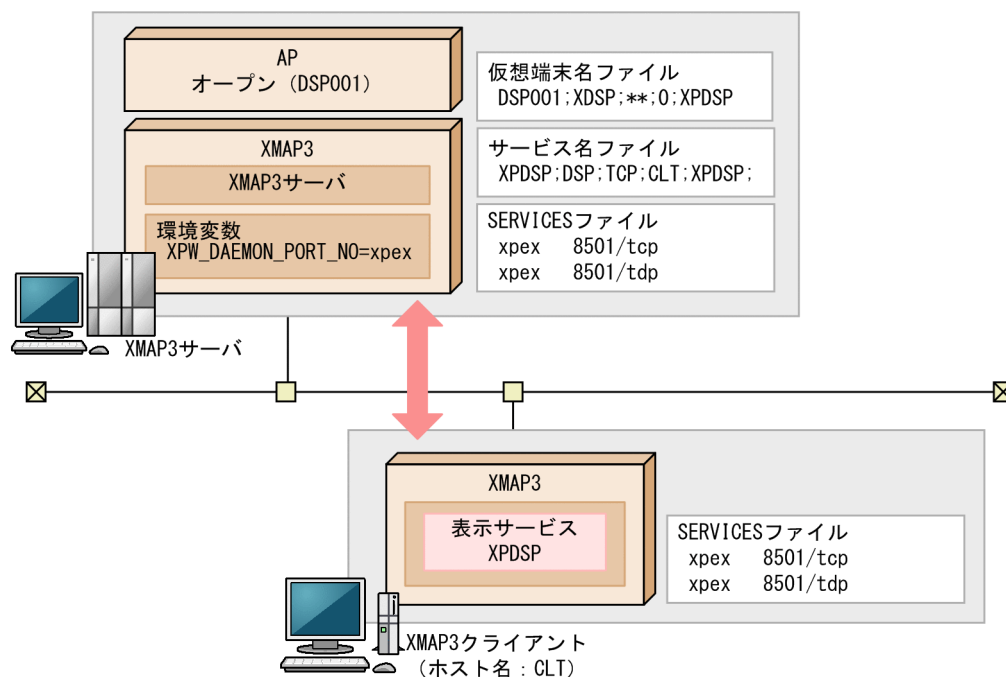 AP
オープン（DSP001）
仮想端末名ファイル
DSP001;XDSP;**;0;XPDSP
XMAP3
XMAP3サーバ
環境変数
XPW_DAEMON_PORT_NO=xpex
サービス名ファイル
XPDSP;DSP;TCP;CLT;XPDSP;
SERVICESファイル
xpex 8501/tcp
xpex 8501/tdp
XMAP3サーバ
XMAP3
表示サービス
XPDSP
SERVICESファイル
xpex 8501/tcp
xpex 8501/tdp
XMAP3クライアント
（ホスト名：CLT）